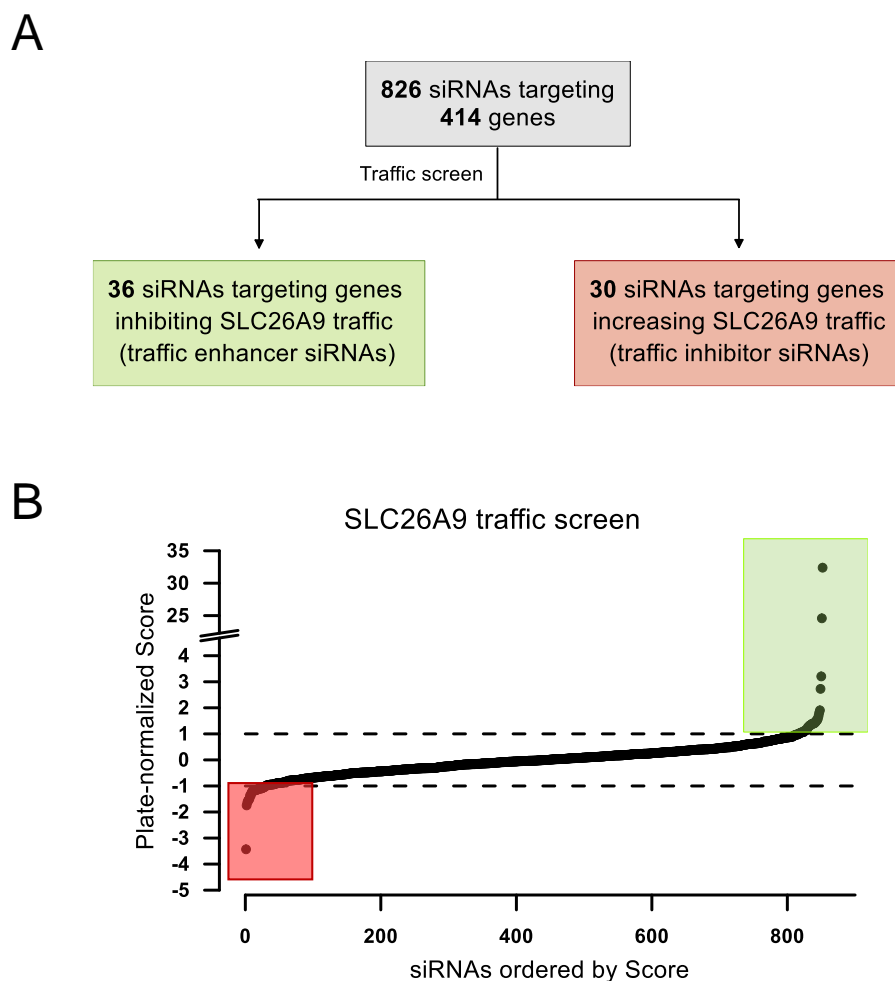 A
826 siRNAs targeting
414 genes
Traffic screen
36 siRNAs targeting genes
inhibiting SLC26A9 traffic
(traffic enhancer siRNAs)
30 siRNAs targeting genes
increasing SLC26A9 traffic
(traffic inhibitor siRNAs)
B
SLC26A9 traffic screen
Plate-normalized Score
35
30
25
4
3
2
1
0
-1
-2
-3
-4
-5
0 200 400 600 800
siRNAs ordered by Score